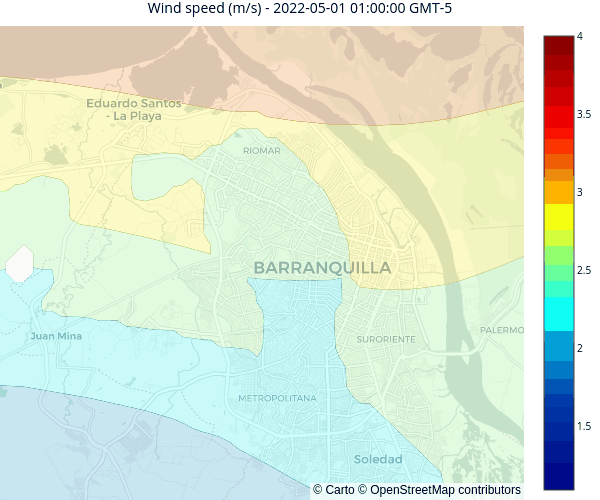 Wind speed (m/s) - 2022-05-01 01:00:00 GMT-5
4
3.5
3
2.5
2
1.5
Eduardo Santos
- La Playa
RIOMAR
BARRANQUILLA
Juan Mina
SURORIENTE
PALERMO
METROPOLITANA
Soledad
© Carto © OpenStreetMap contributors